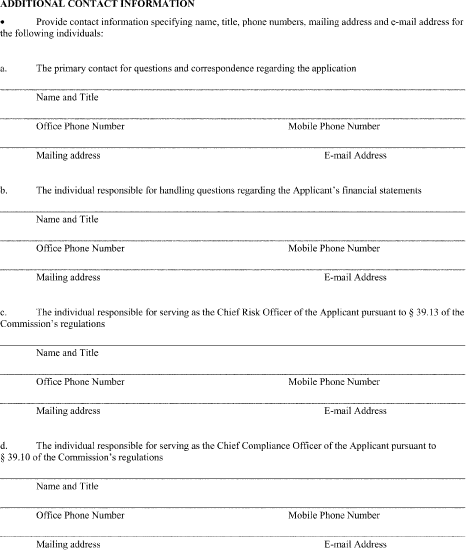 ADDITIONAL CONTACT INFORMATION
• Provide contact information specifying name, title, phone numbers, mailing address and e-mail address for
the following individuals:
a. The primary contact for questions and correspondence regarding the application
Name and Title
Office Phone Number Mobile Phone Number
Mailing address E-mail Address
b. The individual responsible for handling questions regarding the Applicant's financial statements
Name and Title
Office Phone Number Mobile Phone Number
Mailing address E-mail Address
c. The individual responsible for serving as the Chief Risk Officer of the Applicant pursuant to § 39.13 of the
Commission's regulations
Name and Title
Office Phone Number Mobile Phone Number
Mailing address E-mail Address
d. The individual responsible for serving as the Chief Compliance Officer of the Applicant pursuant to
§ 39.10 of the Commission's regulations
Name and Title
Office Phone Number Mobile Phone Number
Mailing address E-mail Address